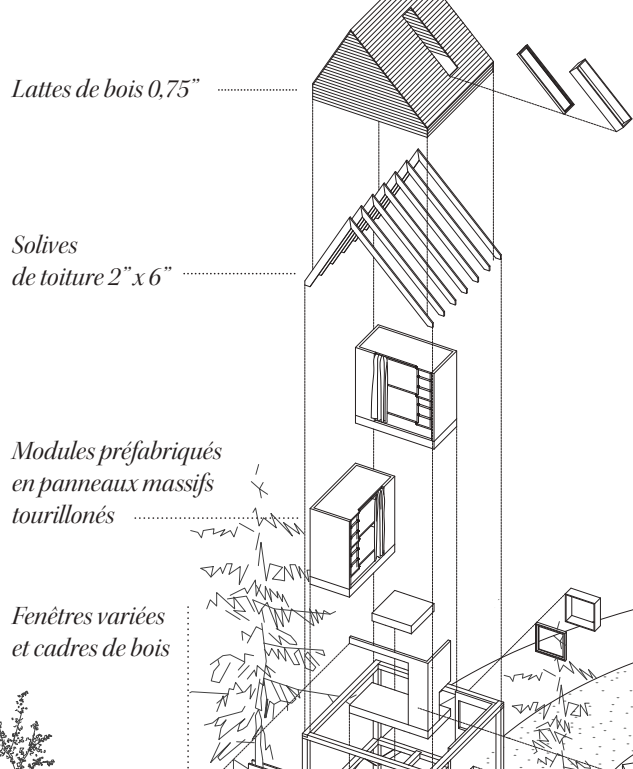 Lattes de bois 0,75”
Solives
de toiture 2” x 6”
Modules préfabriqués
en panneaux massifs
tourillonés
Fenêtres variées
et cadres de bois